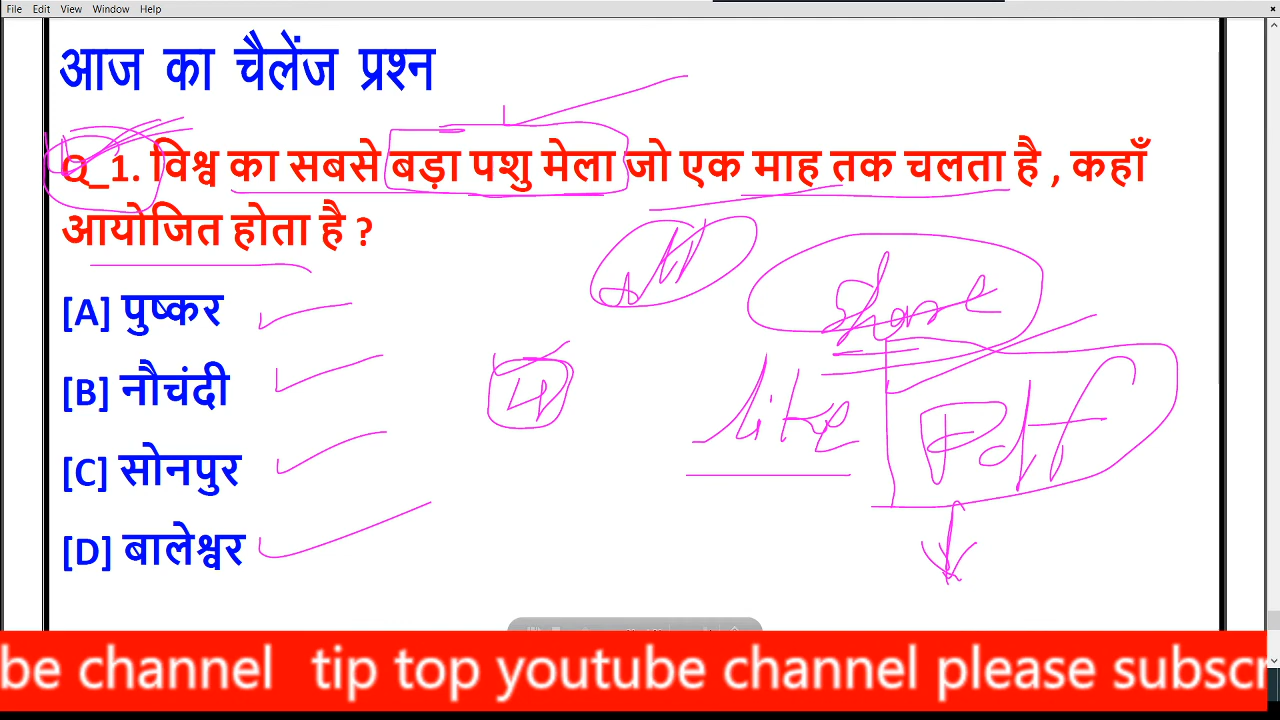 File Edit View Window Help
आज का चैलेंज प्रश्न
Q_1. विश्व का सबसे बड़ा पशु मेला जो एक माह तक चलता है , कहाँ
आयोजित होता है ?
[A] पुष्कर
[B] नौचंदी
[C] सोनपुर
[D] बालेश्वर
Share
like
Pdf
be channel tip top youtube channel please subscr